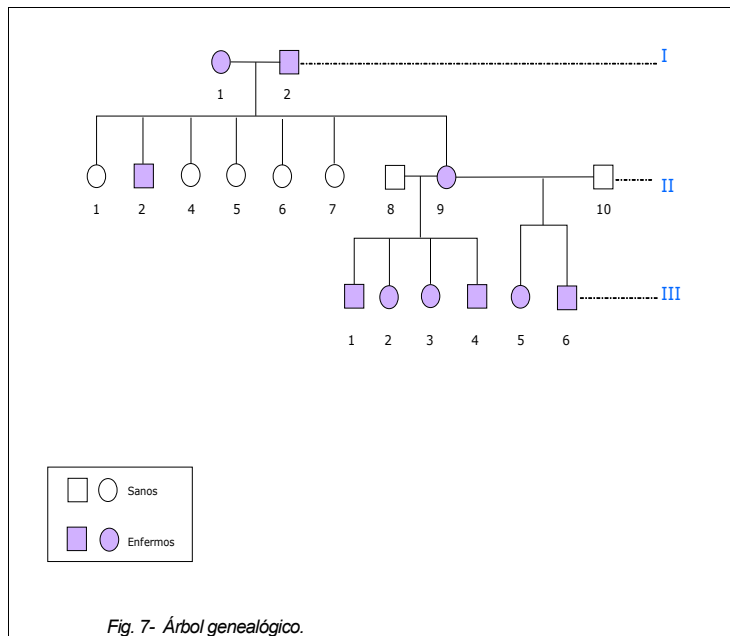 I
1 2
II
1 2 4 5 6 7 8 9 10
III
1 2 3 4 5 6
Sanos
Enfermos
Fig. 7- Árbol genealógico.